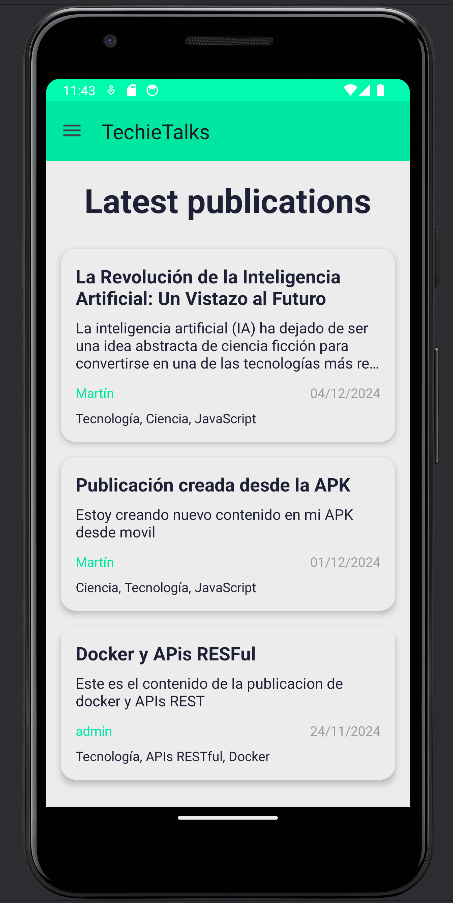 11:43
TechieTalks
Latest publications
La Revolución de la Inteligencia
Artificial: Un Vistazo al Futuro
La inteligencia artificial (IA) ha dejado de ser
una idea abstracta de ciencia ficción para
convertirse en una de las tecnologías más re…
Martín 04/12/2024
Tecnología, Ciencia, JavaScript
Publicación creada desde la APK
Estoy creando nuevo contenido en mi APK
desde movil
Martín 01/12/2024
Ciencia, Tecnología, JavaScript
Docker y APis RESFul
Este es el contenido de la publicacion de
docker y APIs REST
admin 24/11/2024
Tecnología, APIs RESTful, Docker